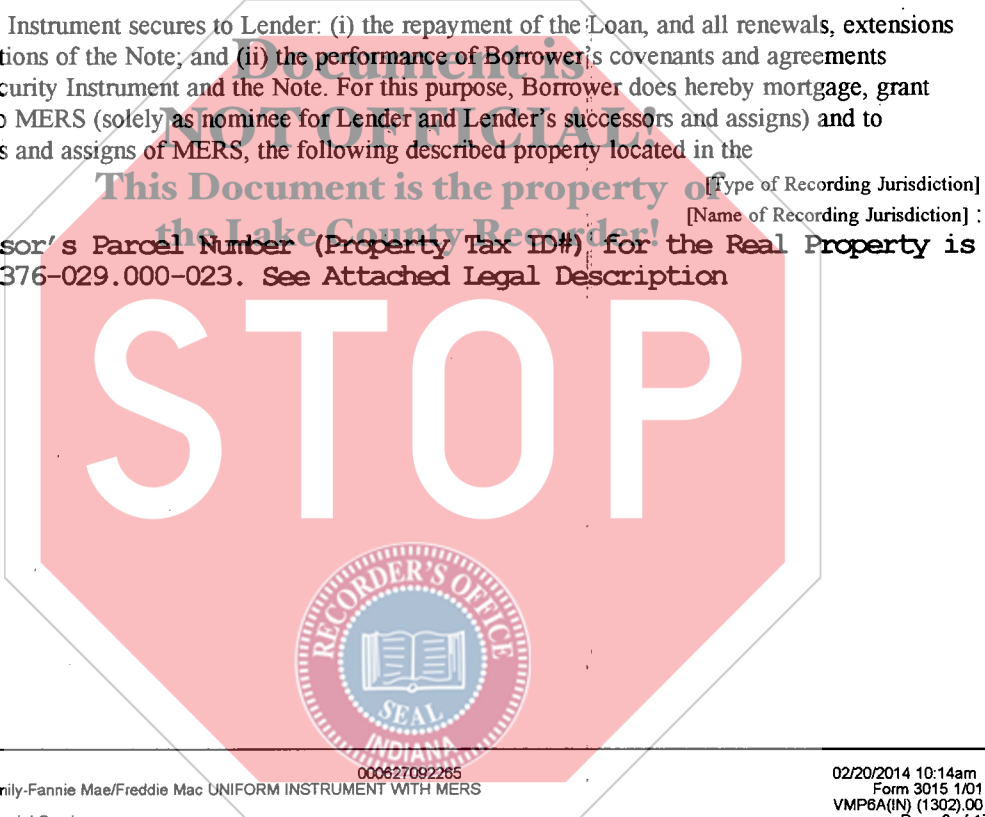 Instrument secures to Lender: (i) the repayment of the Loan, and all renewals, extensions
tions of the Note; and (ii) the performance of Borrower's covenants and agreements
curity Instrument and the Note. For this purpose, Borrower does hereby mortgage, grant
o MERS (solely as nominee for Lender and Lender's successors and assigns) and to
s and assigns of MERS, the following described property located in the
[Type of Recording Jurisdiction]
[Name of Recording Jurisdiction] :
sor's Parcel Number (Property Tax ID#) for the Real Property is
376-029.000-023. See Attached Legal Description
Document is
NOT OFFICIAL!
This Document is the property of
the Lake County Recorder!
STOP
RECORDER'S OFFICE
SEAL
INDIANA
000627092265
nily-Fannie Mae/Freddie Mac UNIFORM INSTRUMENT WITH MERS
02/20/2014 10:14am
Form 3015 1/01
VMP6A(IN) (1302).00